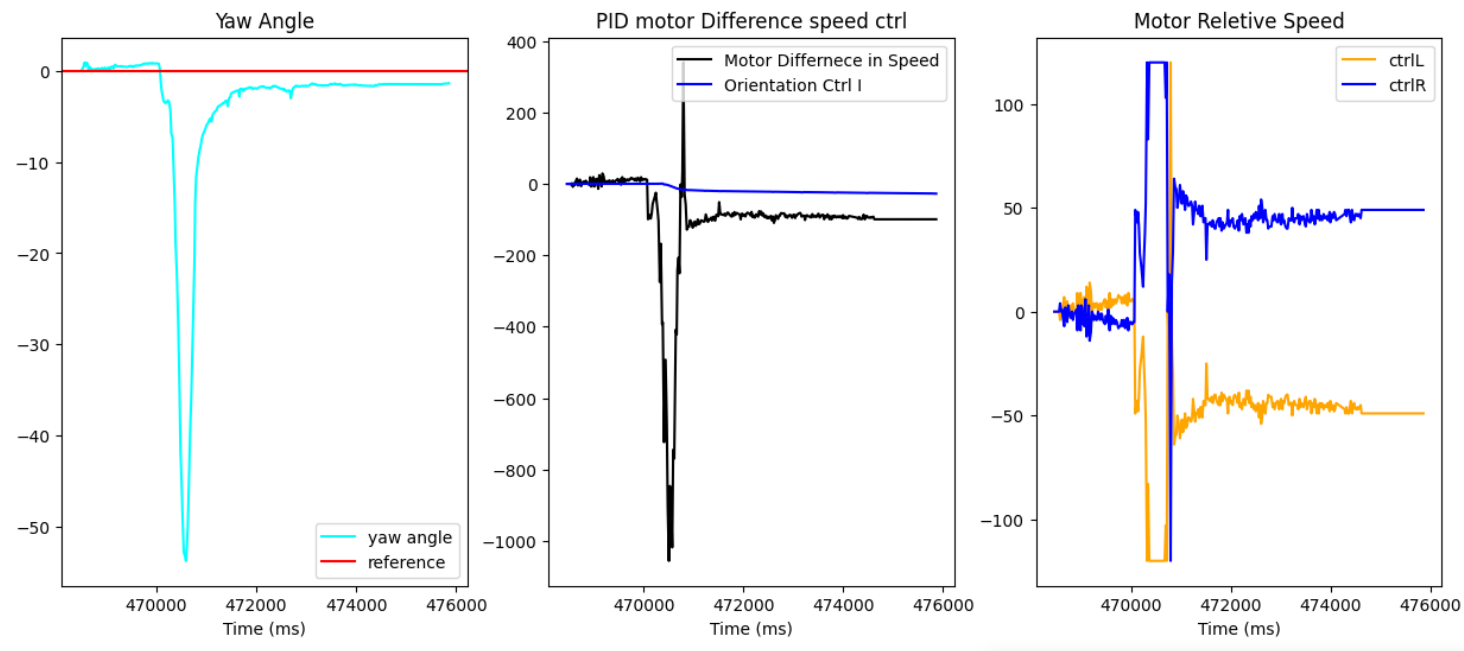 Yaw Angle
0
−10
−20
−30
−40
−50
yaw angle
reference
470000 472000 474000 476000
Time (ms)
PID motor Difference speed ctrl
400
200
0
−200
−400
−600
−800
−1000
Motor Differnece in Speed
Orientation Ctrl I
470000 472000 474000 476000
Time (ms)
Motor Reletive Speed
100
50
0
−50
−100
ctrlL
ctrlR
470000 472000 474000 476000
Time (ms)